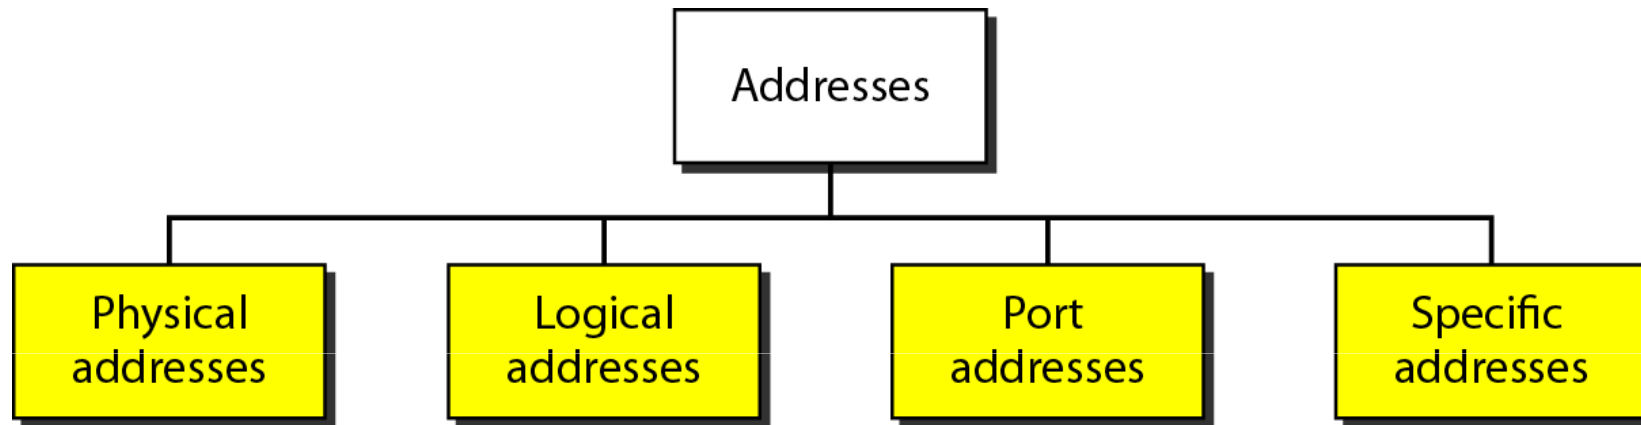 Addresses
Physical
addresses
Logical
addresses
Port
addresses
Specific
addresses